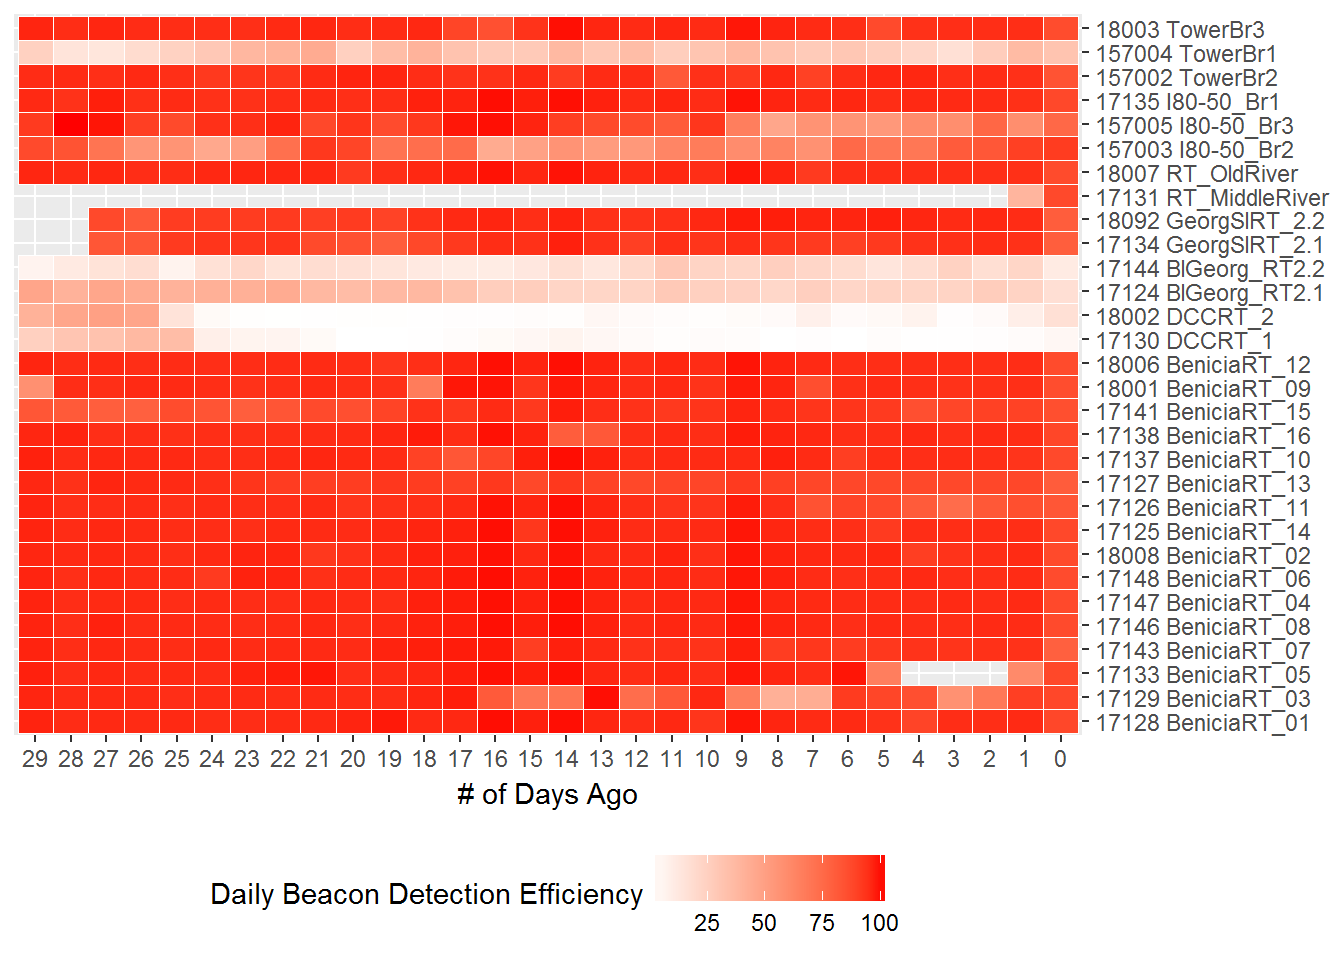 18003 TowerBr3
157004 TowerBr1
157002 TowerBr2
17135 I80-50_Br1
157005 I80-50_Br3
157003 I80-50_Br2
18007 RT_OldRiver
17131 RT_MiddleRiver
18092 GeorgSlRT_2.2
17134 GeorgSlRT_2.1
17144 BlGeorg_RT2.2
17124 BlGeorg_RT2.1
18002 DCCRT_2
17130 DCCRT_1
18006 BeniciaRT_12
18001 BeniciaRT_09
17141 BeniciaRT_15
17138 BeniciaRT_16
17137 BeniciaRT_10
17127 BeniciaRT_13
17126 BeniciaRT_11
17125 BeniciaRT_14
18008 BeniciaRT_02
17148 BeniciaRT_06
17147 BeniciaRT_04
17146 BeniciaRT_08
17143 BeniciaRT_07
17133 BeniciaRT_05
17129 BeniciaRT_03
17128 BeniciaRT_01
29 28 27 26 25 24 23 22 21 20 19 18 17 16 15 14 13 12 11 10 9 8 7 6 5 4 3 2 1 0
# of Days Ago
Daily Beacon Detection Efficiency
25 50 75 100